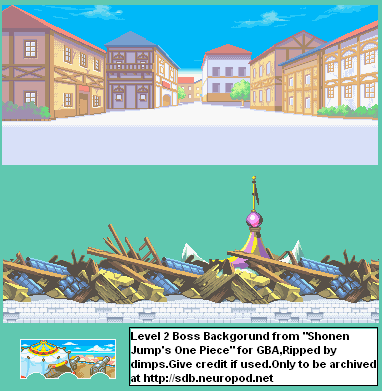 Level 2 Boss Backgorund from "Shonen
Jump's One Piece" for GBA,Ripped by
dimps.Give credit if used.Only to be archived
at http://sdb.neuropod.net